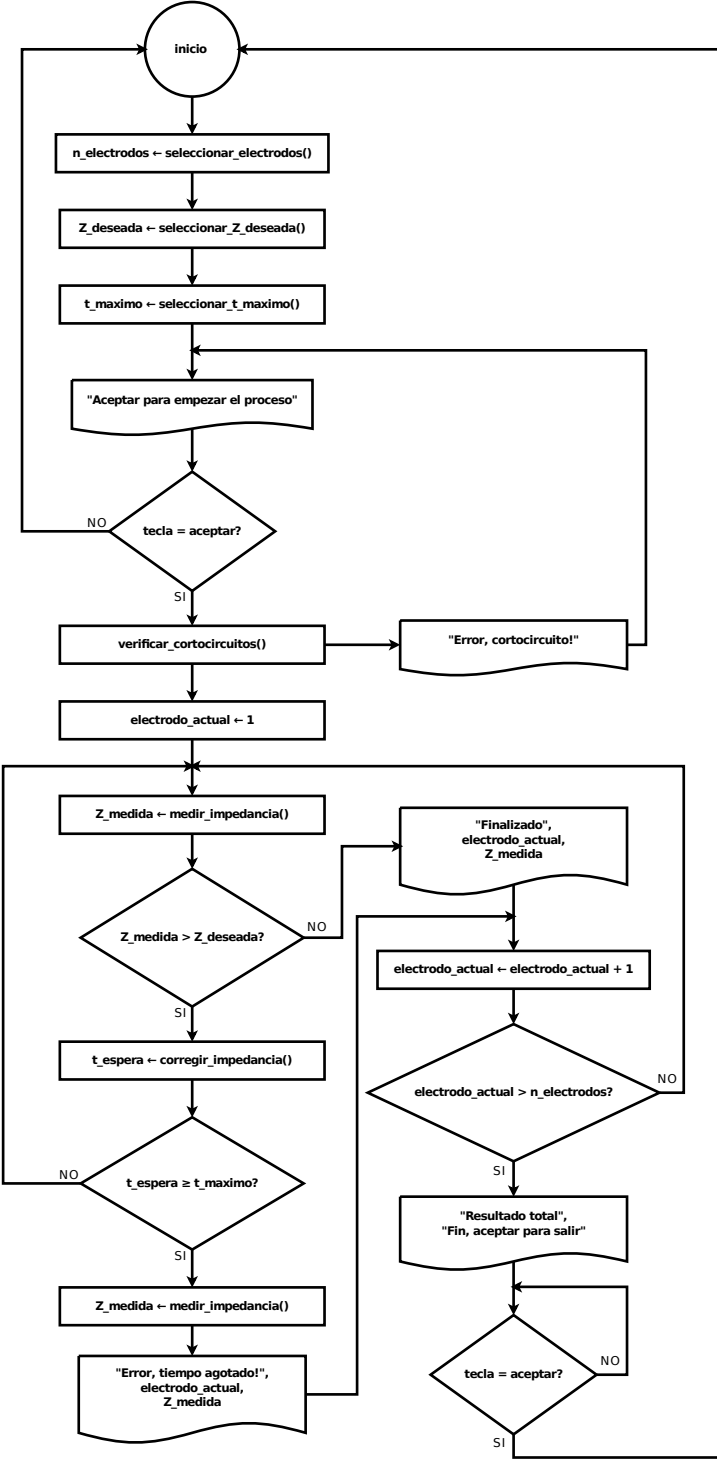 inicio
n_electrodos ← seleccionar_electrodos()
Z_deseada ← seleccionar_Z_deseada()
t_maximo ← seleccionar_t_maximo()
"Aceptar para empezar el proceso"
tecla = aceptar?
NO
SI
verificar_cortocircuitos()
"Error, cortocircuito!"
electrodo_actual ← 1
Z_medida ← medir_impedancia()
Z_medida > Z_deseada?
NO
SI
"Finalizado",
electrodo_actual,
Z_medida
electrodo_actual ← electrodo_actual + 1
t_espera ← corregir_impedancia()
electrodo_actual > n_electrodos?
NO
SI
t_espera ≥ t_maximo?
NO
SI
"Resultado total",
"Fin, aceptar para salir"
Z_medida ← medir_impedancia()
"Error, tiempo agotado!",
electrodo_actual,
Z_medida
tecla = aceptar?
NO
SI